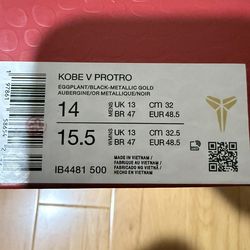 KOBE V PROTRO
EGGPLANT/BLACK-METALLIC GOLD
AUBERGINE/OR METALLIQUE/NOIR
14 MENS UK 13 CM 32
BR 47 EUR 48.5
15.5 WMNS UK 13 CM 32.5
BR 47 EUR 48.5
IB4481 500
MADE IN VIETNAM /
FABRIQUÉ AU VIETNAM /
HECHO EN VIETNAM